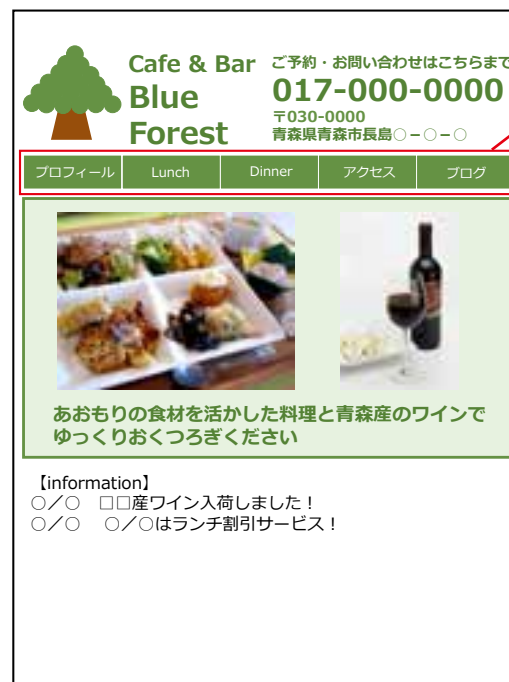 Cafe & Bar
Blue
Forest
ご予約・お問い合わせはこちらまで
017-000-0000
〒030-0000
青森県青森市長島○－○－○
プロフィール
Lunch
Dinner
アクセス
ブログ
あおもりの食材を活かした料理と青森産のワインで
ゆっくりおくつろぎください
【information】
○／○　□□産ワイン入荷しました！
○／○　○／○はランチ割引サービス！